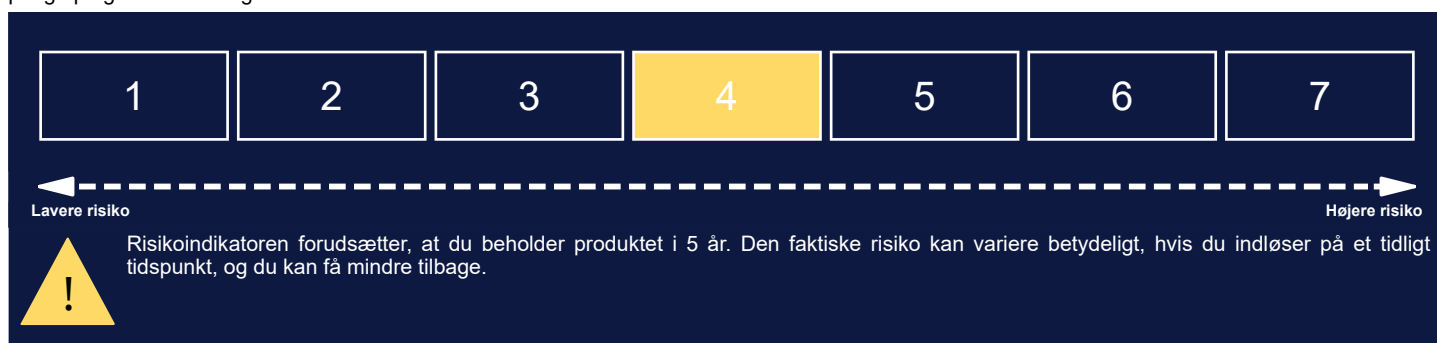 1 2 3 4 5 6 7
Lavere risiko Højere risiko
Risikoindikatoren forudsætter, at du beholder produktet i 5 år. Den faktiske risiko kan variere betydeligt, hvis du indløser på et tidligt
tidspunkt, og du kan få mindre tilbage.
!